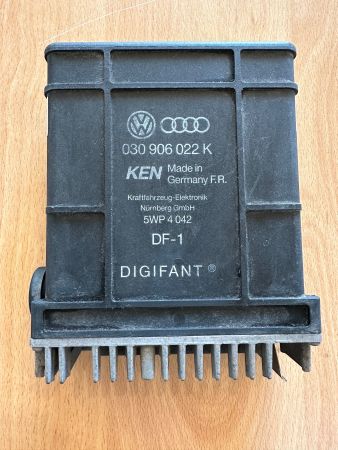 030 906 022 K
KEN Made in
Germany F.R.
Kraftfahrzeug-Elektronik
Nürnberg GmbH
5WP 4 042
DF-1
DIGIFANT®